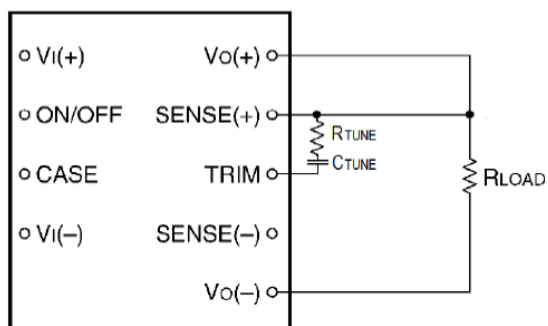 VI(+)
VO(+)
ON/OFF
SENSE(+)
RTUNE
CTUNE
CASE
TRIM
RLOAD
VI(–)
SENSE(–)
VO(–)